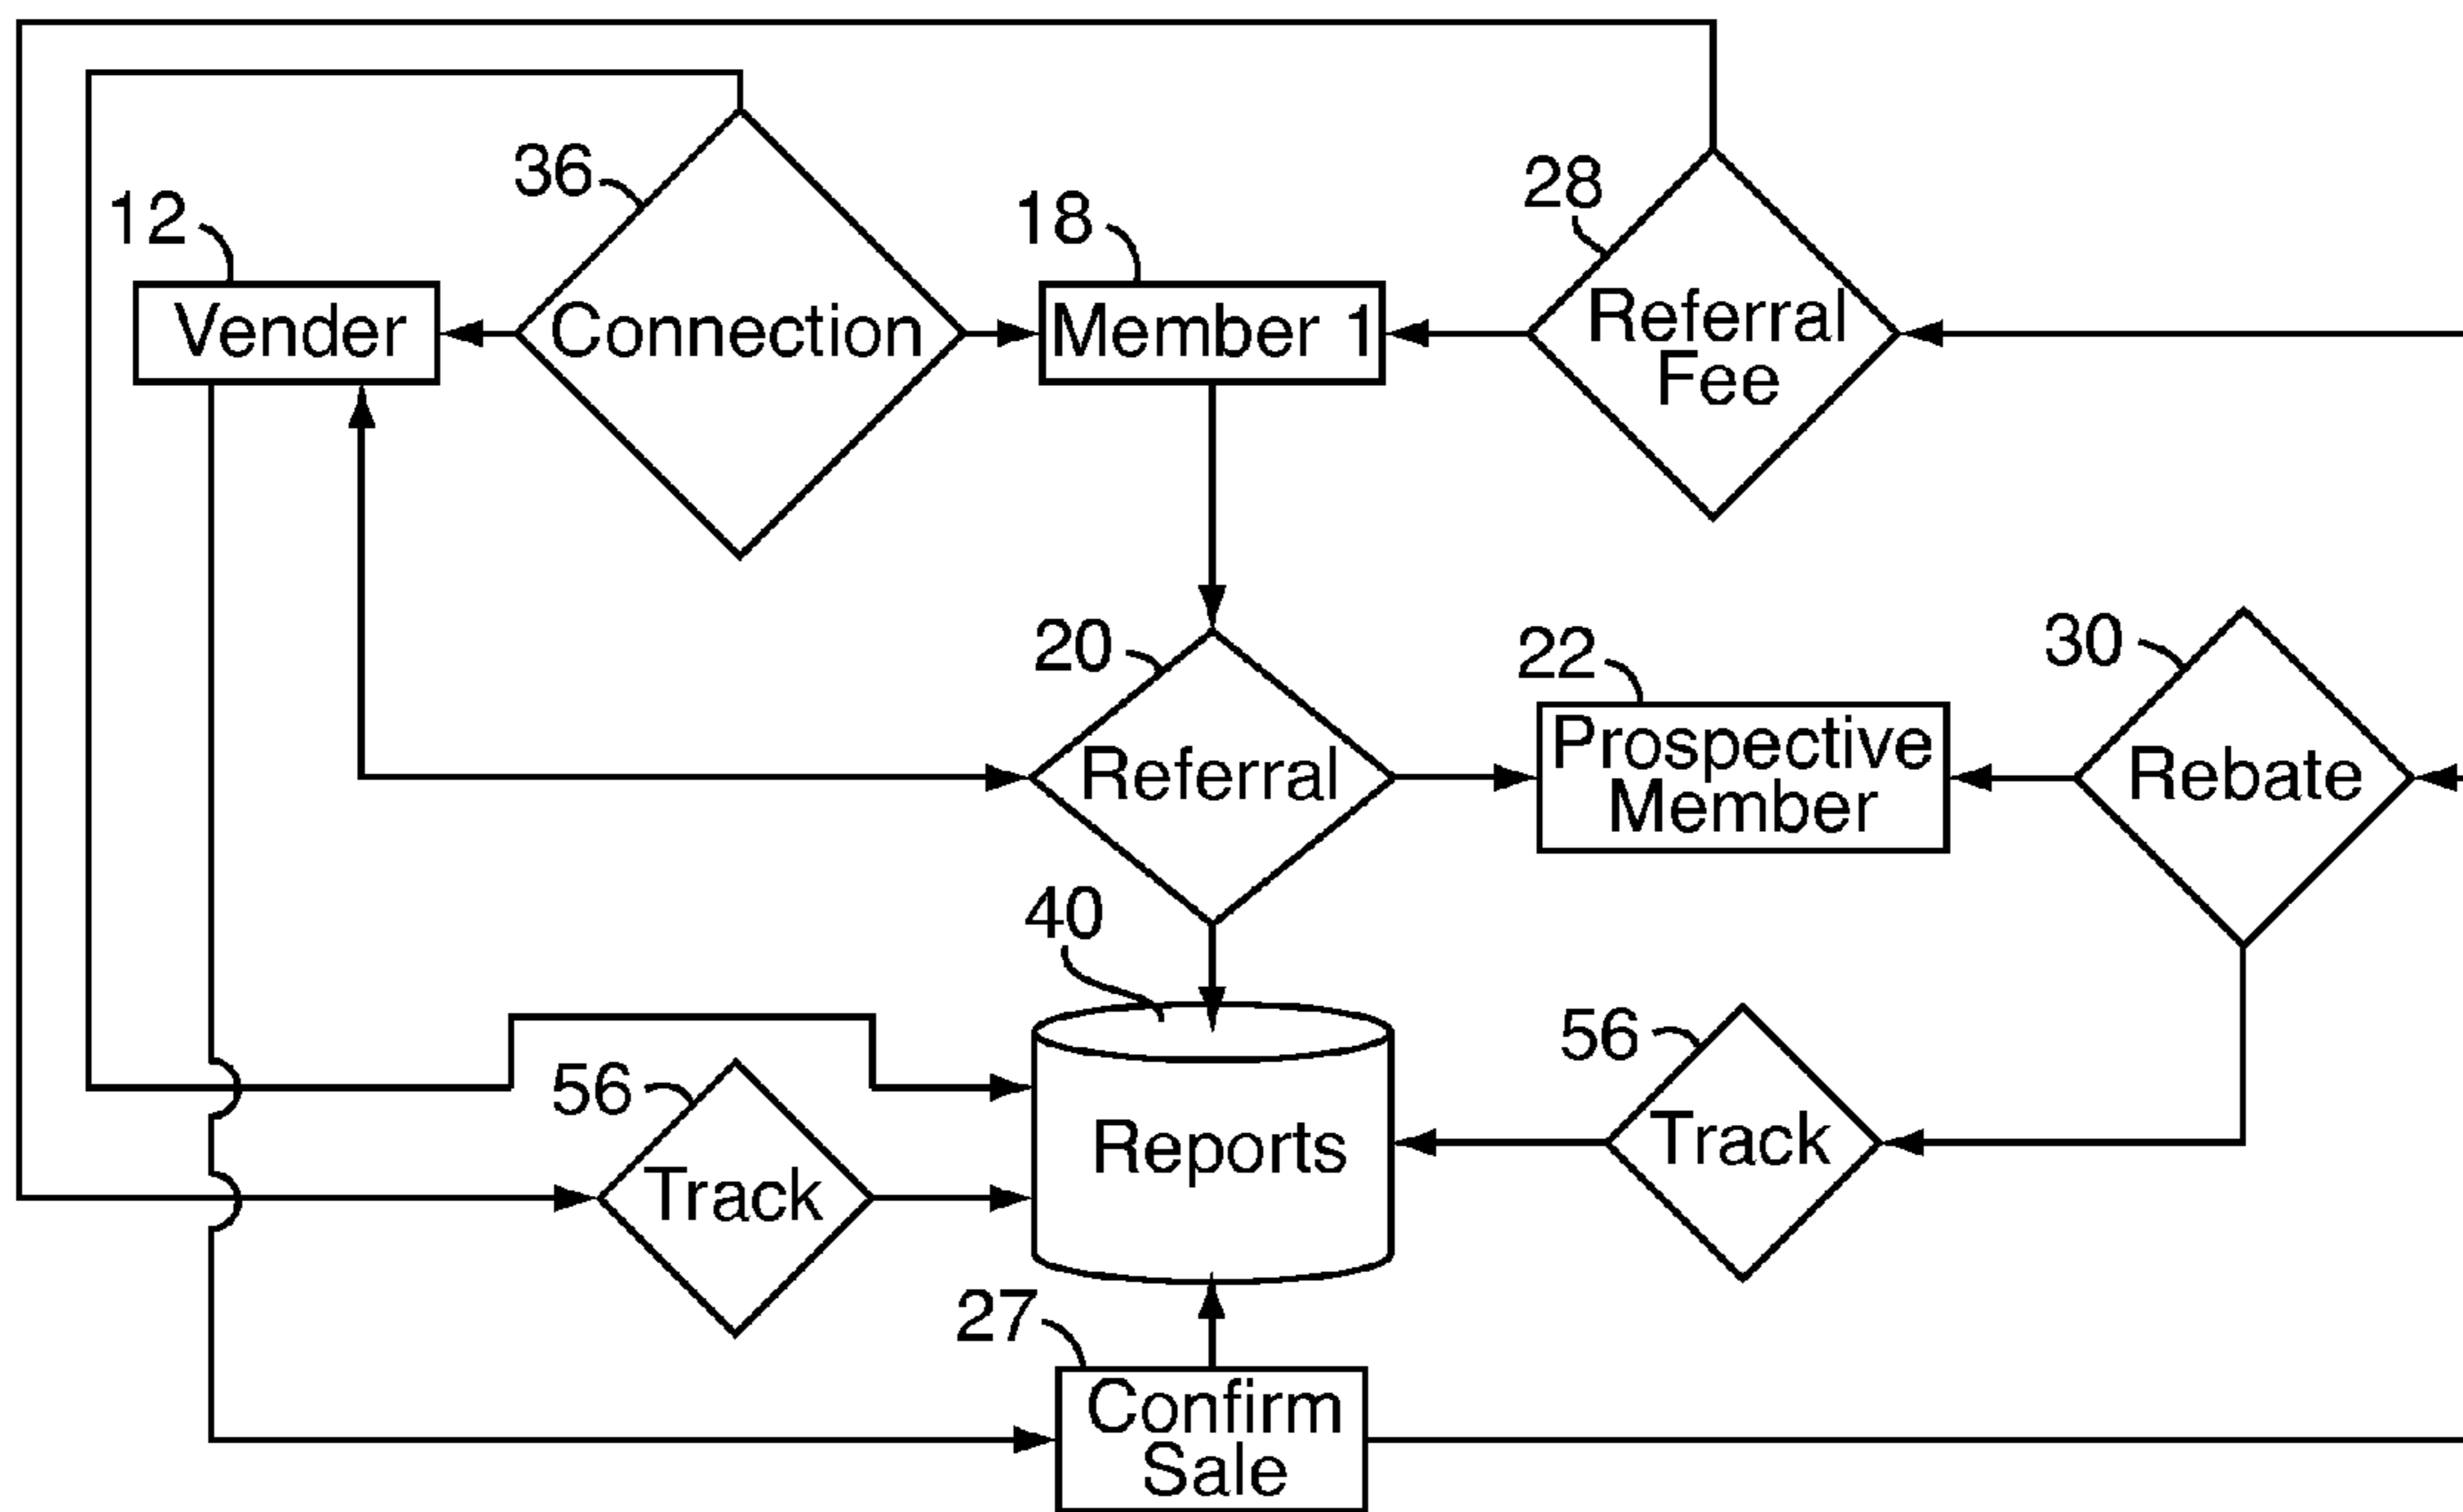 36
28
12
18
Vender
Connection
Member 1
Referral
Fee
20
22
30
Referral
Prospective
Member
Rebate
40
56
56
Reports
Track
Track
27
Confirm
Sale